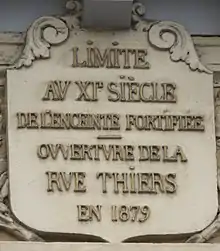 LIMITE
AV XIE SIÈCLE
DE L'ENCEINTE FORTIFIÉE
OVVERTVRE DE LA
RVE THIERS
EN 1879